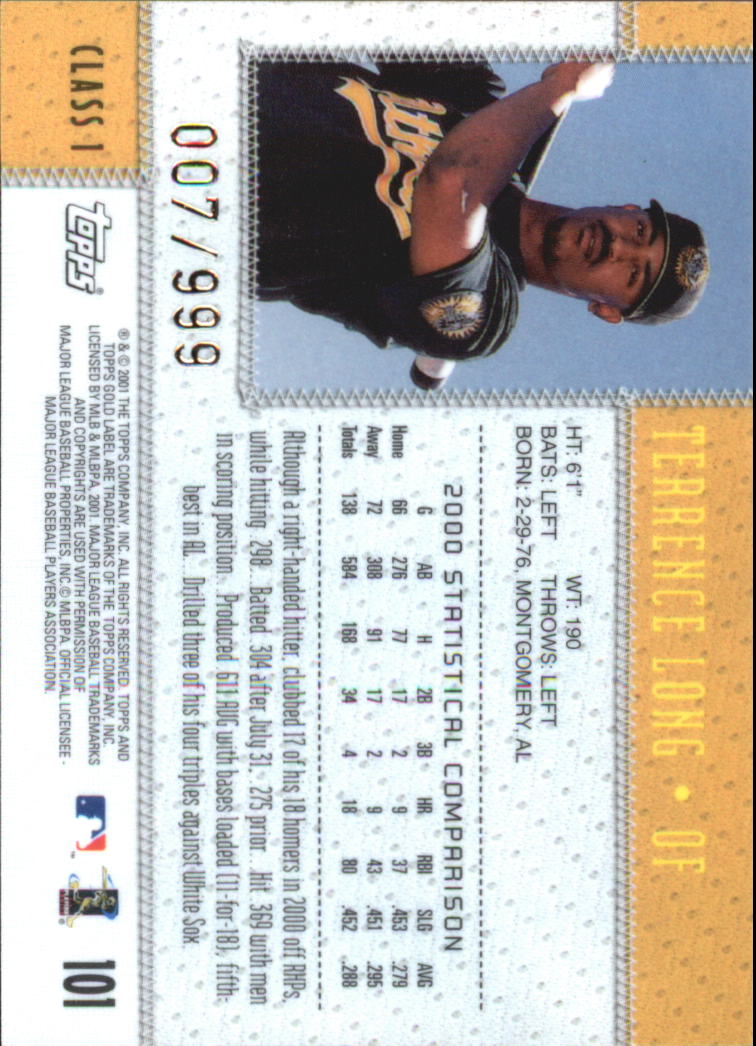 TERRENCE LONG • OF
HT: 6'1" WT: 190
BATS: LEFT THROWS: LEFT
BORN: 2-29-76, MONTGOMERY, AL
2000 STATISTICAL COMPARISON
G AB H 2B 3B HR RBI SLG AVG
Home 66 276 77 17 2 9 37 .453 .279
Away 72 308 91 17 2 9 43 .451 .295
Totals 138 584 168 34 4 18 80 .452 .288
Although a right-handed hitter, clubbed 17 of his 18 homers in 2000 off RHPs,
while hitting .298. Bated .304 after July 31, .275 prior. Hit .369 with men
in scoring position. Produced .611 AVG with bases loaded (11-for-18), fifth-
best in AL. Drilled three of his four triples against White Sox.
Ath
007/999
CLASS 1
topps®
® & © 2001 THE TOPPS COMPANY, INC. ALL RIGHTS RESERVED. TOPPS AND
TOPPS GOLD LABEL ARE TRADEMARKS OF THE TOPPS COMPANY, INC.
LICENSED BY MLB & MLBPA, 2001. MAJOR LEAGUE BASEBALL TRADEMARKS
AND COPYRIGHTS ARE USED WITH PERMISSION OF
MAJOR LEAGUE BASEBALL PROPERTIES, INC. © MLBPA. OFFICIAL LICENSEE -
MAJOR LEAGUE BASEBALL PLAYERS ASSOCIATION.
101